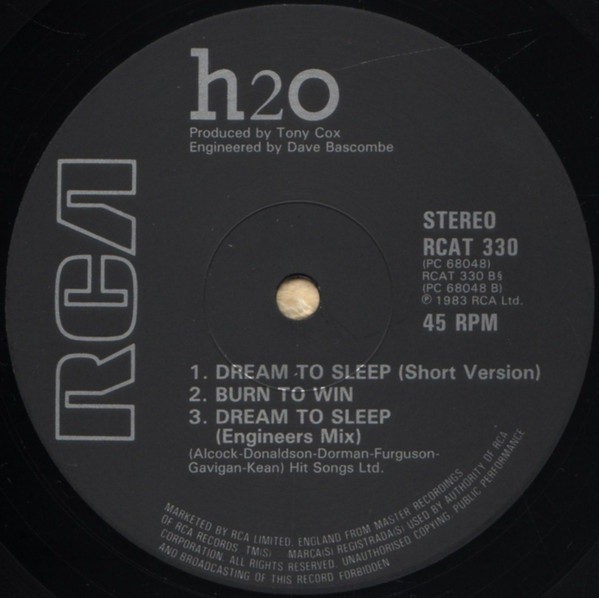 h2o
Produced by Tony Cox
Engineered by Dave Bascombe
RCA
STEREO
RCAT 330
(PC 68048)
RCAT 330 B§
(PC 68048 B)
℗ 1983 RCA Ltd.
45 RPM
1. DREAM TO SLEEP (Short Version)
2. BURN TO WIN
3. DREAM TO SLEEP
(Engineers Mix)
(Alcock-Donaldson-Dorman-Furguson-
Gavigan-Kean) Hit Songs Ltd.
MARKETED BY RCA LIMITED. ENGLAND FROM MASTER RECORDINGS
OF RCA RECORDS. TM(S) MARCA(S) REGISTRADA(S) USED BY AUTHORITY OF RCA
CORPORATION. ALL RIGHTS RESERVED. UNAUTHORISED COPYING, PUBLIC PERFORMANCE
AND BROADCASTING OF THIS RECORD FORBIDDEN